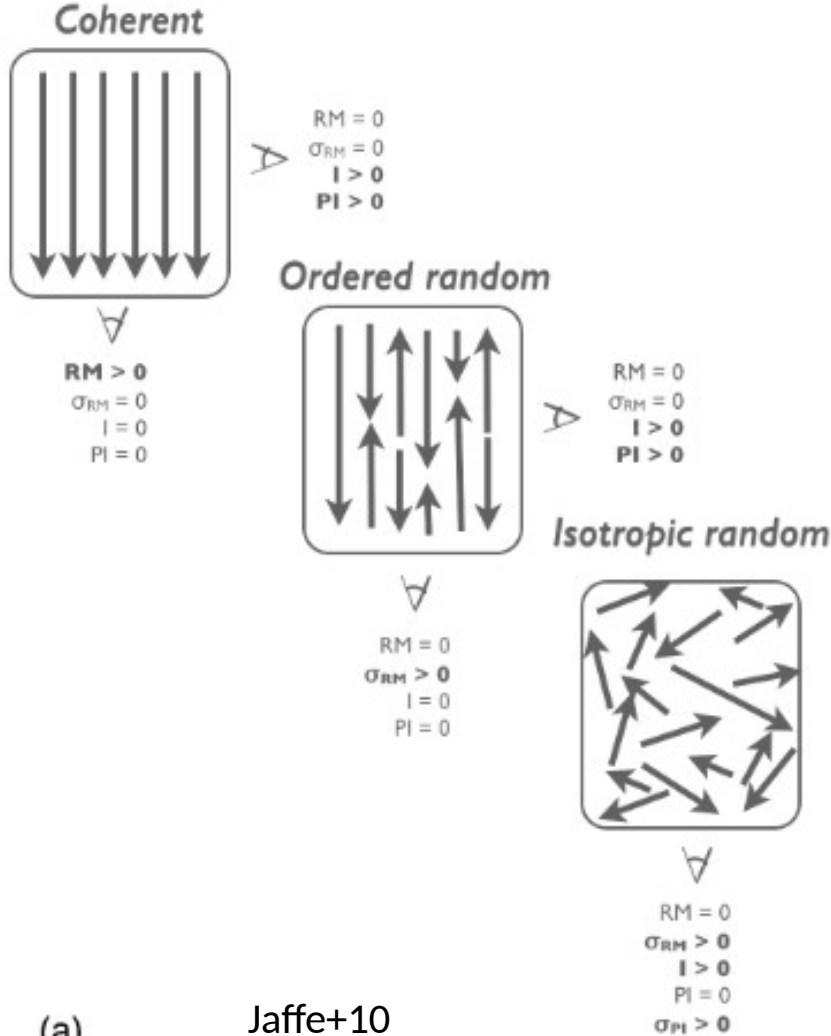 Coherent
RM = 0
σRM = 0
I > 0
PI > 0
RM > 0
σRM = 0
I = 0
PI = 0
Ordered random
RM = 0
σRM = 0
I > 0
PI > 0
RM = 0
σRM > 0
I = 0
PI = 0
Isotropic random
RM = 0
σRM > 0
I > 0
PI = 0
σPI > 0
(a)
Jaffe+10